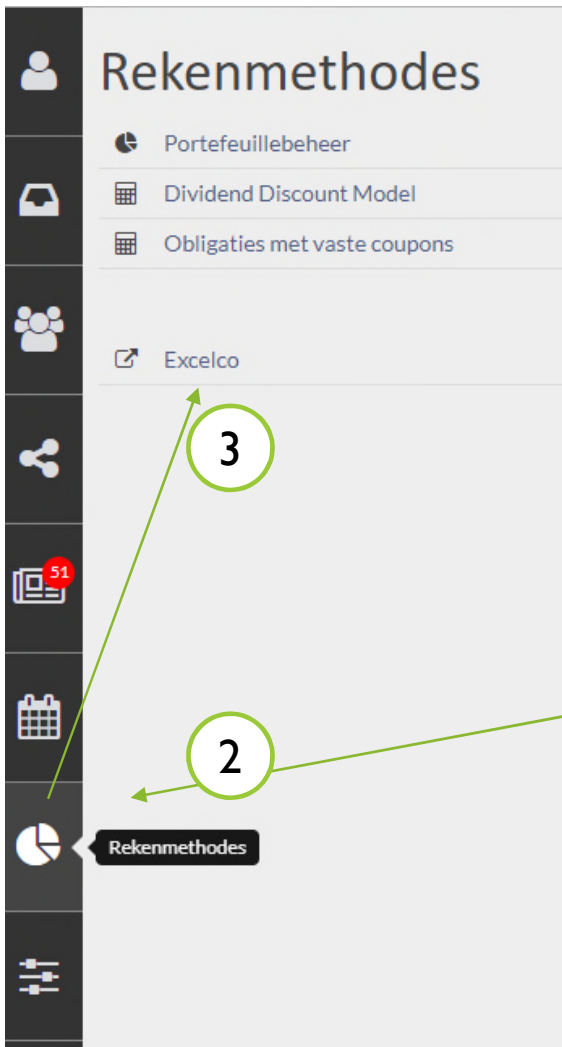 Rekenmethodes
Portefeuillebeheer
Dividend Discount Model
Obligaties met vaste coupons
Excelco
3
51
2
Rekenmethodes